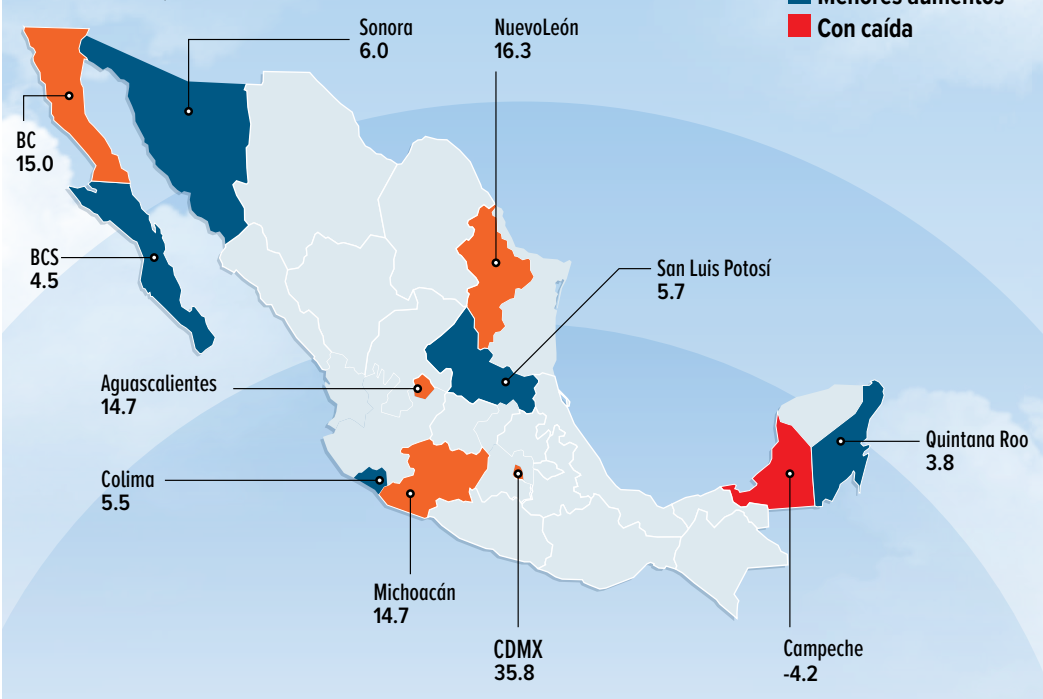 Menores aumentos
Con caída
Sonora
6.0
NuevoLeón
16.3
BC
15.0
BCS
4.5
San Luis Potosí
5.7
Aguascalientes
14.7
Quintana Roo
3.8
Colima
5.5
Michoacán
14.7
CDMX
35.8
Campeche
-4.2